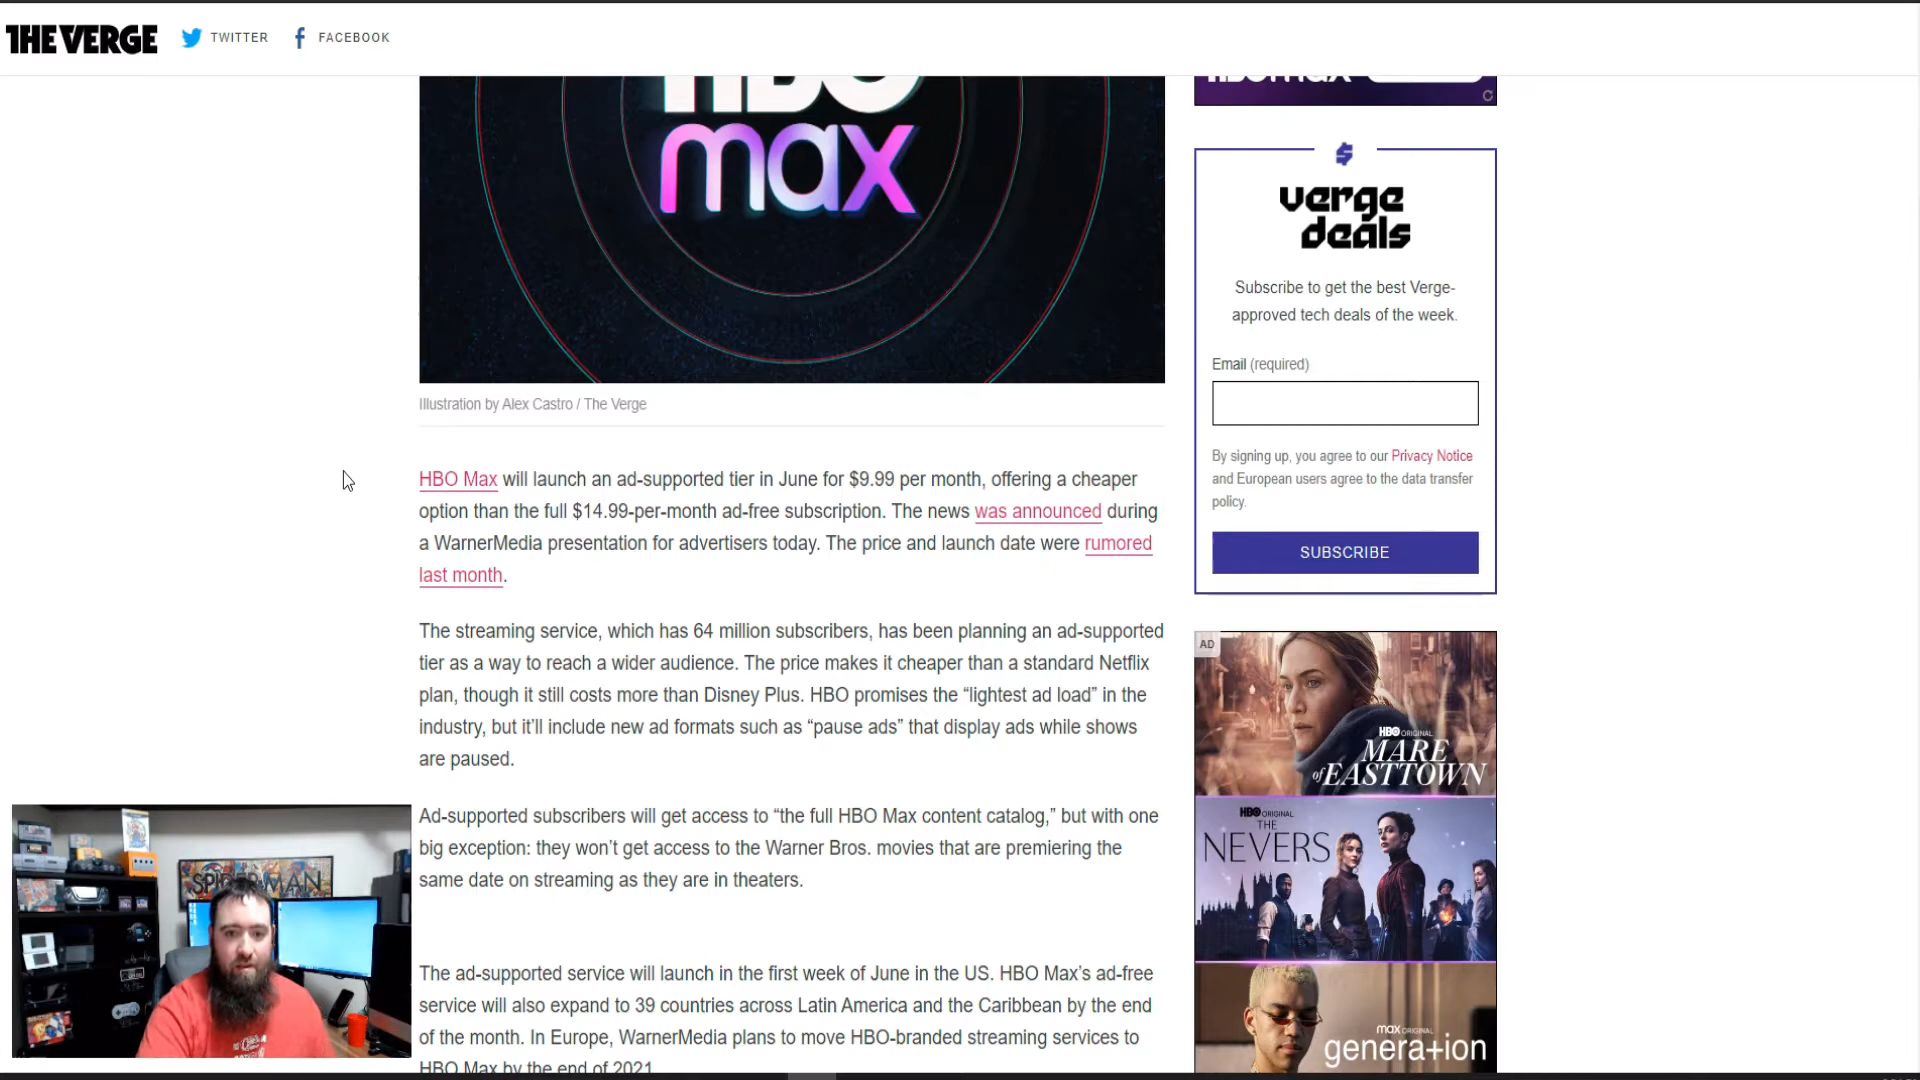 THE VERGE
TWITTER
FACEBOOK
HBO
max
HBOmax
Illustration by Alex Castro / The Verge
HBO Max will launch an ad-supported tier in June for $9.99 per month, offering a cheaper
option than the full $14.99-per-month ad-free subscription. The news was announced during
a WarnerMedia presentation for advertisers today. The price and launch date were rumored
last month.
The streaming service, which has 64 million subscribers, has been planning an ad-supported
tier as a way to reach a wider audience. The price makes it cheaper than a standard Netflix
plan, though it still costs more than Disney Plus. HBO promises the “lightest ad load” in the
industry, but it’ll include new ad formats such as “pause ads” that display ads while shows
are paused.
Ad-supported subscribers will get access to “the full HBO Max content catalog,” but with one
big exception: they won’t get access to the Warner Bros. movies that are premiering the
same date on streaming as they are in theaters.
The ad-supported service will launch in the first week of June in the US. HBO Max’s ad-free
service will also expand to 39 countries across Latin America and the Caribbean by the end
of the month. In Europe, WarnerMedia plans to move HBO-branded streaming services to
HBO Max by the end of 2021
$
verge
deals
Subscribe to get the best Verge-
approved tech deals of the week.
Email (required)
By signing up, you agree to our Privacy Notice
and European users agree to the data transfer
policy.
SUBSCRIBE
AD
HBO ORIGINAL
MARE
of EASTTOWN
HBO ORIGINAL
THE
NEVERS
max ORIGINAL
genera+ion
SPIDER-MAN